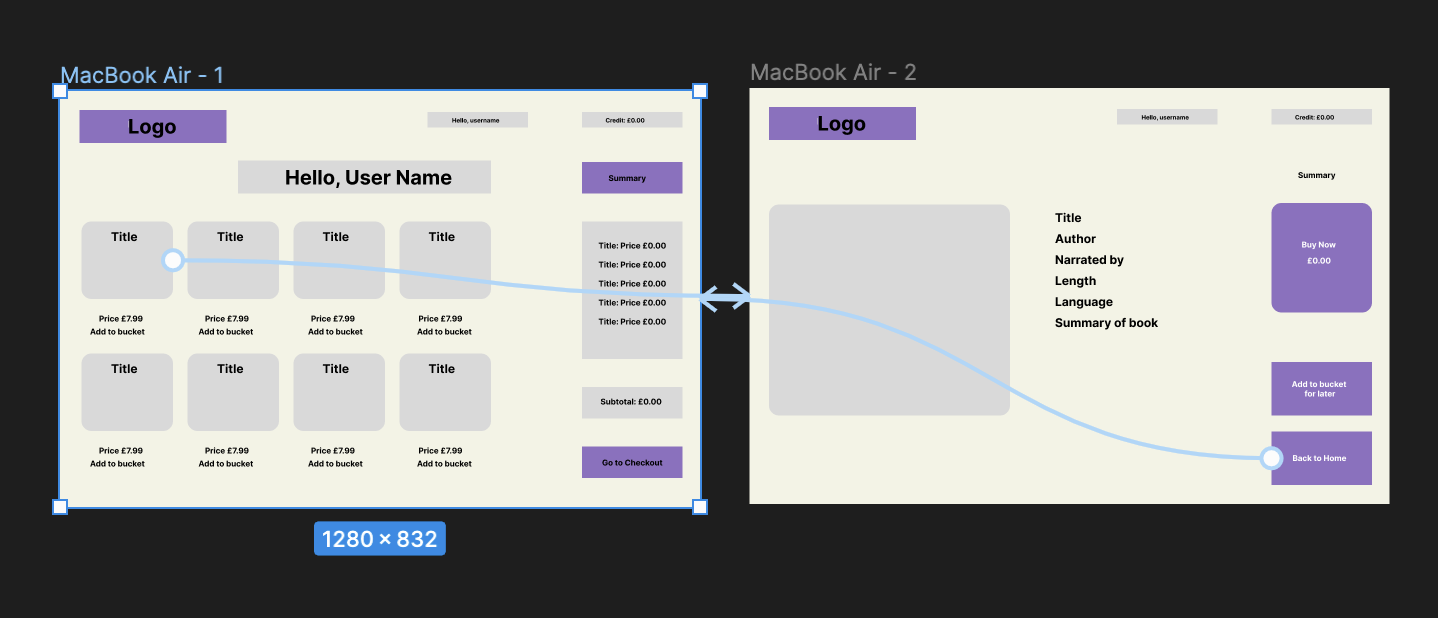 MacBook Air - 1
Logo
Hello, username
Credit: £0.00
Hello, User Name
Summary
Title
Title
Title
Title
Title: Price £0.00
Title: Price £0.00
Title: Price £0.00
Title: Price £0.00
Title: Price £0.00
Price £7.99
Add to bucket
Price £7.99
Add to bucket
Price £7.99
Add to bucket
Price £7.99
Add to bucket
Title
Title
Title
Title
Subtotal: £0.00
Price £7.99
Add to bucket
Price £7.99
Add to bucket
Price £7.99
Add to bucket
Price £7.99
Add to bucket
Go to Checkout
1280 × 832
MacBook Air - 2
Logo
Hello, username
Credit: £0.00
Summary
Title
Author
Narrated by
Length
Language
Summary of book
Buy Now
£0.00
Add to bucket
for later
Back to Home